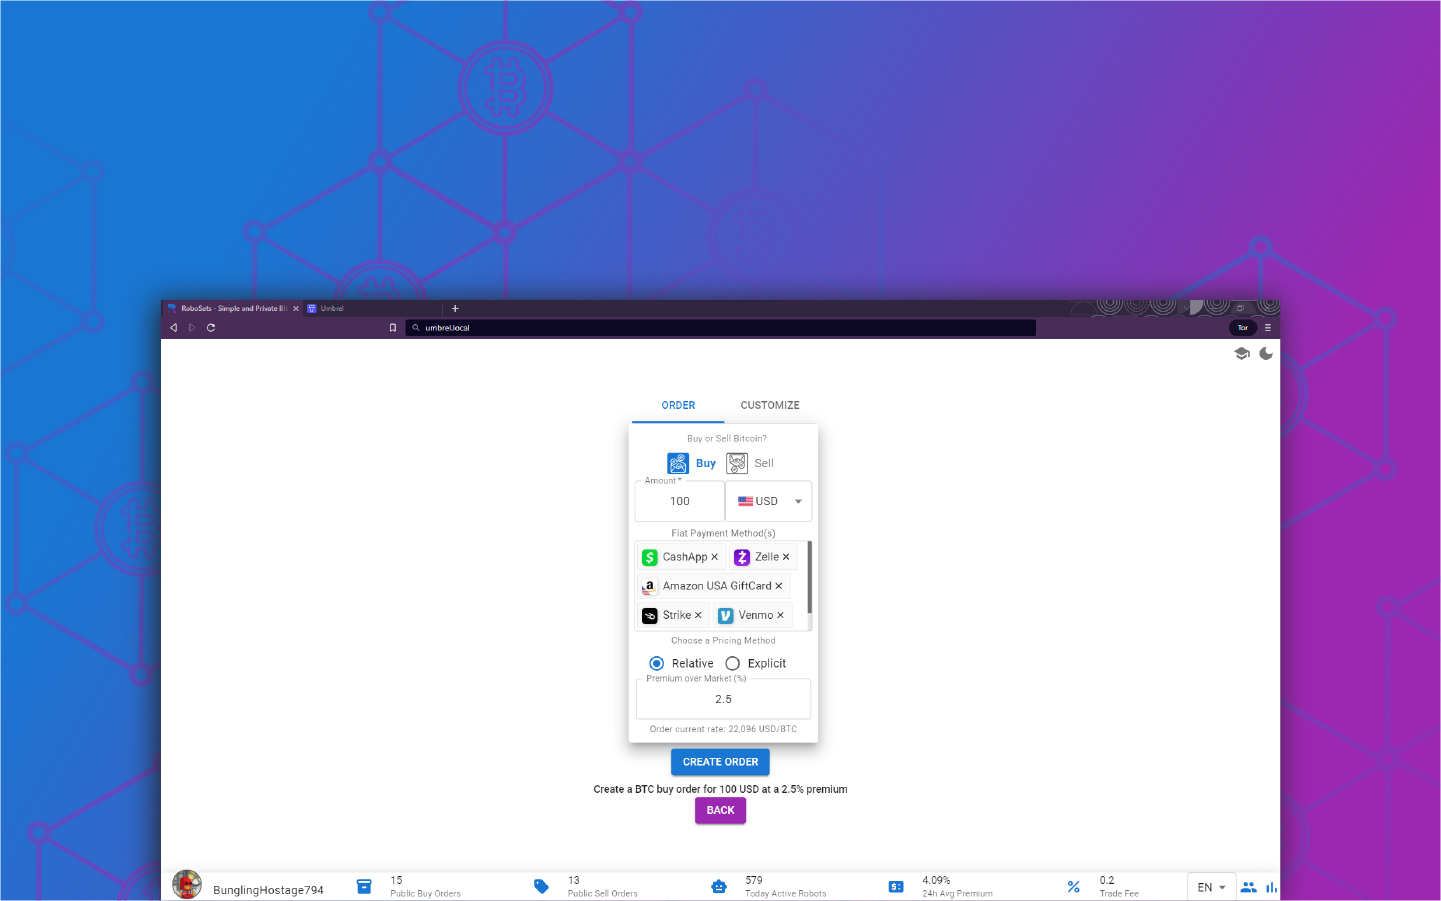 RoboSats - Simple and Private Bi
Umbrel
umbrel.local
Tor
ORDER CUSTOMIZE
Buy or Sell Bitcoin?
Buy Sell
Amount *
100 USD
Fiat Payment Method(s)
CashApp Zelle
Amazon USA GiftCard
Strike Venmo
Choose a Pricing Method
Relative Explicit
Premium over Market (%)
2.5
Order current rate: 22,096 USD/BTC
CREATE ORDER
Create a BTC buy order for 100 USD at a 2.5% premium
BACK
BunglingHostage794
15
Public Buy Orders
13
Public Sell Orders
579
Today Active Robots
4.09%
24h Avg Premium
0.2
Trade Fee
EN